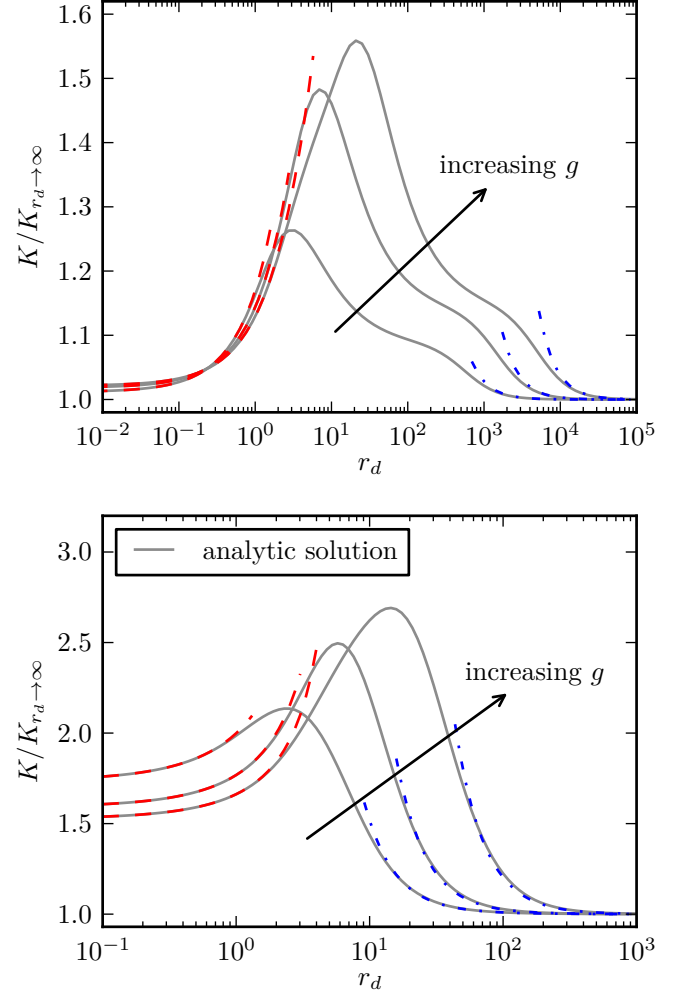 1.6
1.5
1.4
1.3
1.2
1.1
1.0
K/K_{r_d→∞}
increasing g
10^{-2} 10^{-1} 10^{0} 10^{1} 10^{2} 10^{3} 10^{4} 10^{5}
r_d
3.0
2.5
2.0
1.5
1.0
K/K_{r_d→∞}
analytic solution
increasing g
10^{-1} 10^{0} 10^{1} 10^{2} 10^{3}
r_d